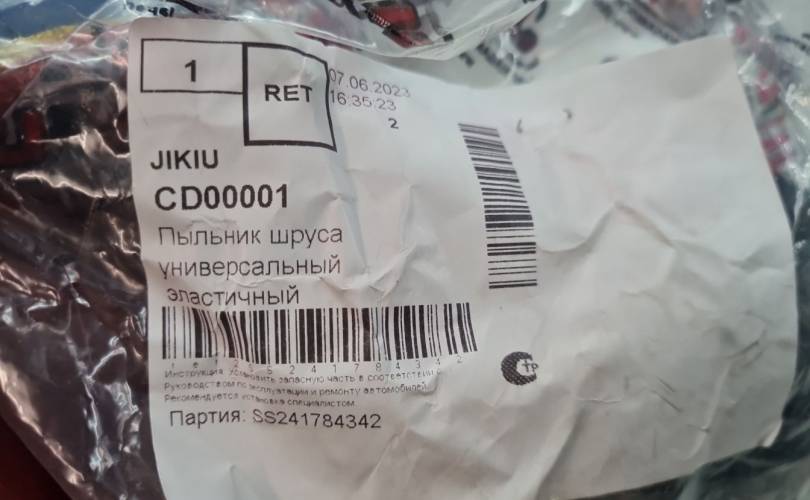 1
RET
07.06.2023
16:35:23
2
JIKIU
CD00001
Пыльник шруса
универсальный
эластичный
Инструкция: Установить запасную часть в соответствии с
Руководством по эксплуатации и ремонту автомобилей.
Рекомендуется установка специалистом.
Партия: SS241784342